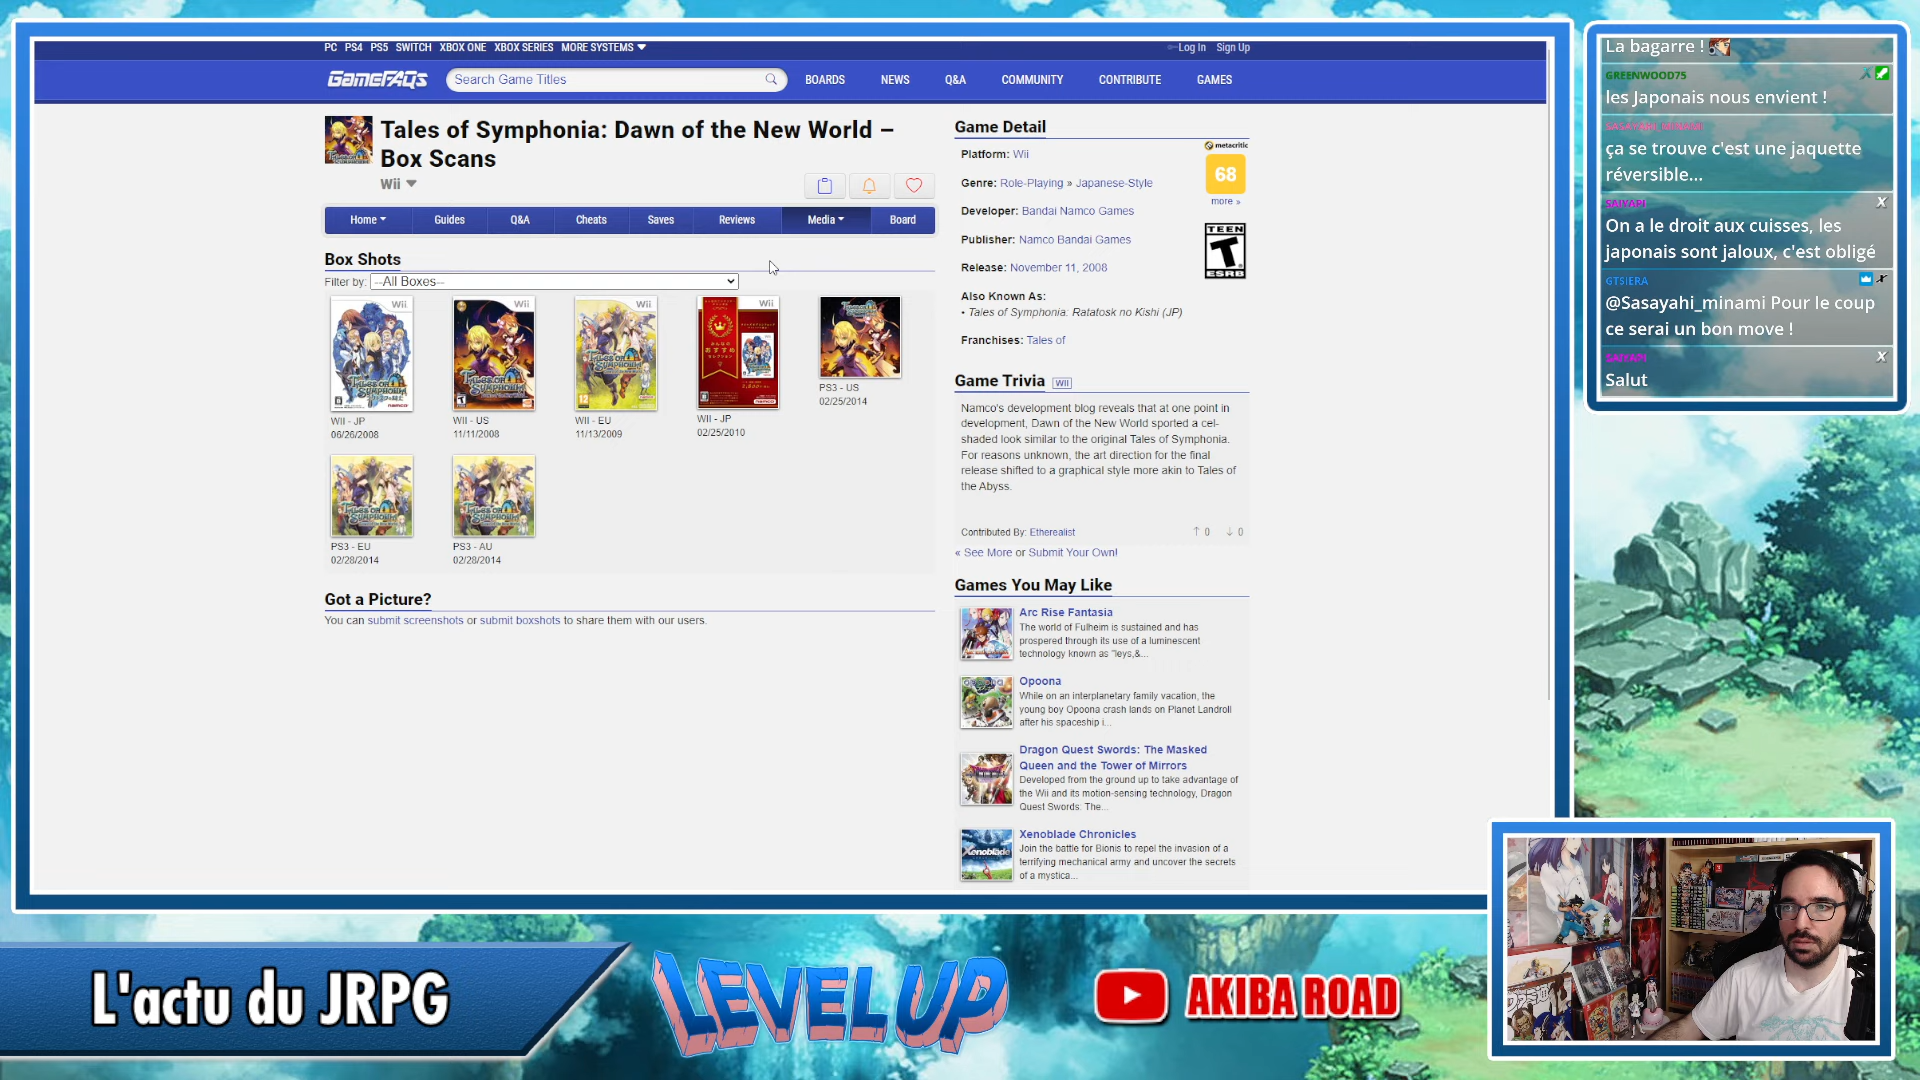 PC PS4 PS5 SWITCH XBOX ONE XBOX SERIES MORE SYSTEMS
Log In Sign Up
GameFAQs
Search Game Titles
BOARDS NEWS Q&A COMMUNITY CONTRIBUTE GAMES
Tales of Symphonia: Dawn of the New World –
Box Scans
Wii
Home Guides Q&A Cheats Saves Reviews Media Board
Box Shots
Filter by: --All Boxes--
WII - JP
06/26/2008
WII - US
11/11/2008
WII - EU
11/13/2009
WII - JP
02/25/2010
PS3 - US
02/25/2014
PS3 - EU
02/28/2014
PS3 - AU
02/28/2014
Got a Picture?
You can submit screenshots or submit boxshots to share them with our users.
Game Detail
Platform: Wii
Genre: Role-Playing » Japanese-Style
Developer: Bandai Namco Games
Publisher: Namco Bandai Games
Release: November 11, 2008
Also Known As:
• Tales of Symphonia: Ratatosk no Kishi (JP)
Franchises: Tales of
metacritic
68
more »
TEEN
T
ESRB
Game Trivia WII
Namco's development blog reveals that at one point in
development, Dawn of the New World sported a cel-
shaded look similar to the original Tales of Symphonia.
For reasons unknown, the art direction for the final
release shifted to a graphical style more akin to Tales of
the Abyss.
Contributed By: Etherealist
↑ 0 ↓ 0
« See More or Submit Your Own!
Games You May Like
Arc Rise Fantasia
The world of Fulheim is sustained and has
prospered through its use of a luminescent
technology known as "leys,&...
Opoona
While on an interplanetary family vacation, the
young boy Opoona crash lands on Planet Landroll
after his spaceship i...
Dragon Quest Swords: The Masked
Queen and the Tower of Mirrors
Developed from the ground up to take advantage of
the Wii and its motion-sensing technology, Dragon
Quest Swords: The...
Xenoblade Chronicles
Join the battle for Bionis to repel the invasion of a
terrifying mechanical army and uncover the secrets
of a mystica...
La bagarre !
GREENWOOD75
les Japonais nous envient !
SASAYAHI_MINAMI
ça se trouve c'est une jaquette
réversible...
SAIYAPI
On a le droit aux cuisses, les
japonais sont jaloux, c'est obligé
GTSIERA
@Sasayahi_minami Pour le coup
ce serai un bon move !
SAIYAPI
Salut
L'actu du JRPG
LEVEL UP
AKIBA ROAD